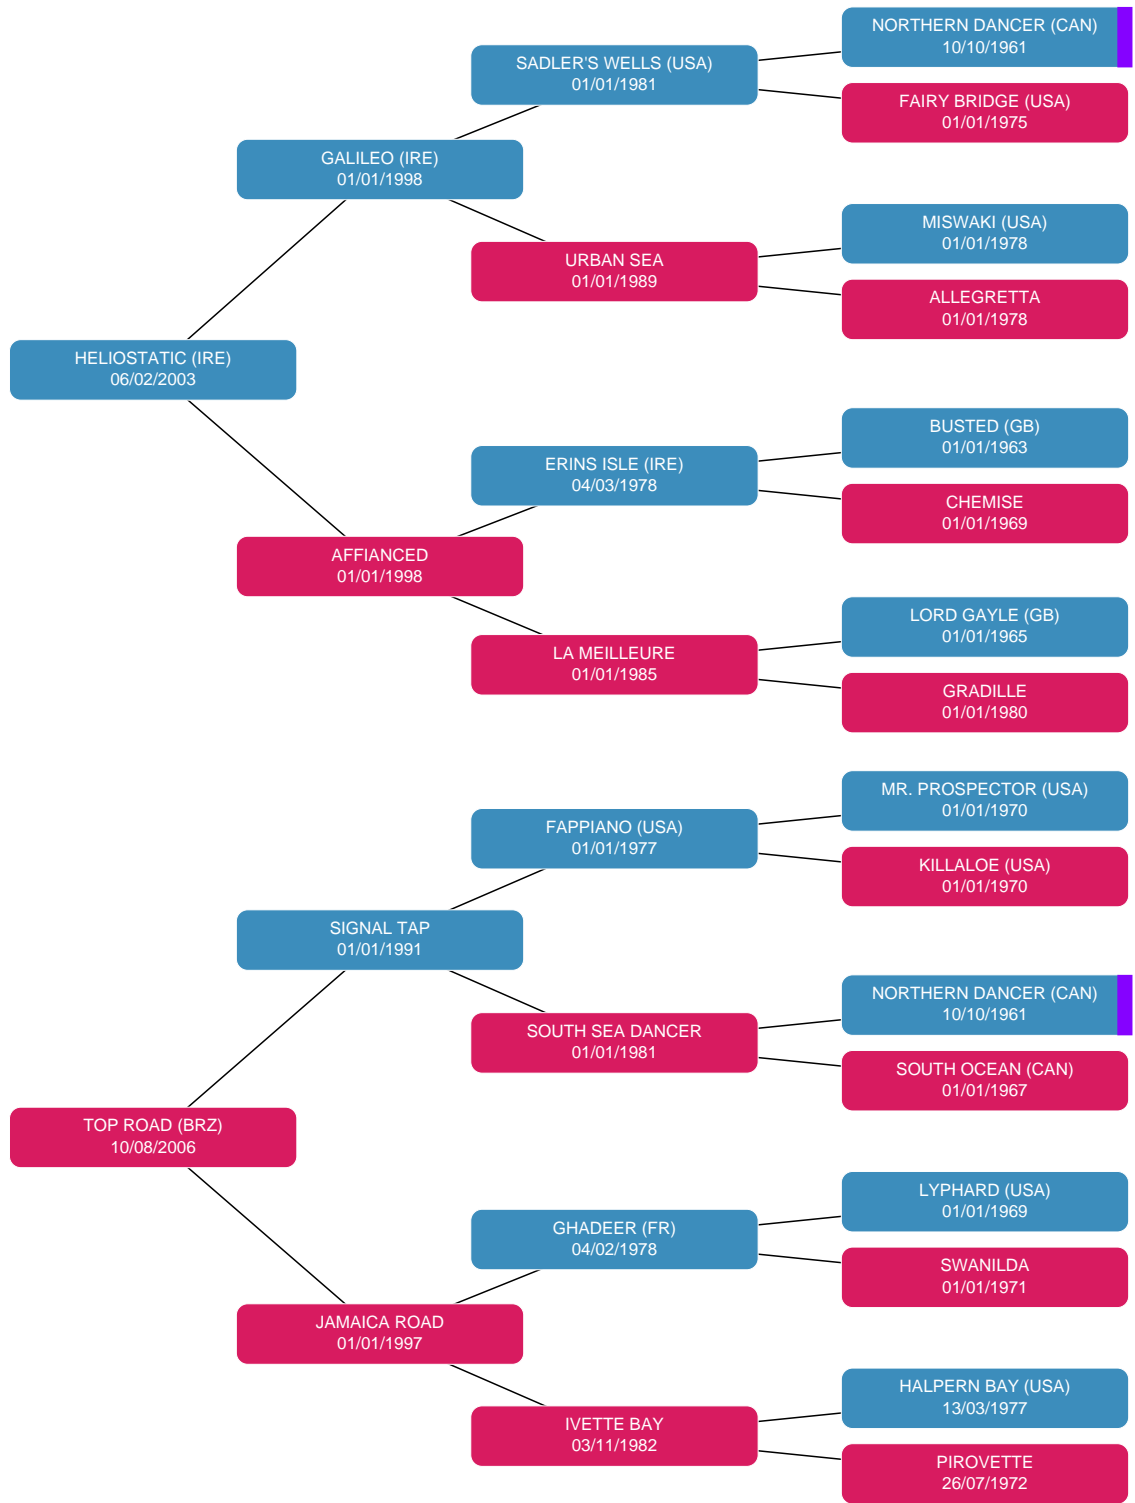 NORTHERN DANCER (CAN)
10/10/1961
SADLER'S WELLS (USA)
01/01/1981
FAIRY BRIDGE (USA)
01/01/1975
GALILEO (IRE)
01/01/1998
MISWAKI (USA)
01/01/1978
URBAN SEA
01/01/1989
ALLEGRETTA
01/01/1978
HELIOSTATIC (IRE)
06/02/2003
BUSTED (GB)
01/01/1963
ERINS ISLE (IRE)
04/03/1978
CHEMISE
01/01/1969
AFFIANCED
01/01/1998
LORD GAYLE (GB)
01/01/1965
LA MEILLEURE
01/01/1985
GRADILLE
01/01/1980
MR. PROSPECTOR (USA)
01/01/1970
FAPPIANO (USA)
01/01/1977
KILLALOE (USA)
01/01/1970
SIGNAL TAP
01/01/1991
NORTHERN DANCER (CAN)
10/10/1961
SOUTH SEA DANCER
01/01/1981
SOUTH OCEAN (CAN)
01/01/1967
TOP ROAD (BRZ)
10/08/2006
LYPHARD (USA)
01/01/1969
GHADEER (FR)
04/02/1978
SWANILDA
01/01/1971
JAMAICA ROAD
01/01/1997
HALPERN BAY (USA)
13/03/1977
IVETTE BAY
03/11/1982
PIROVETTE
26/07/1972